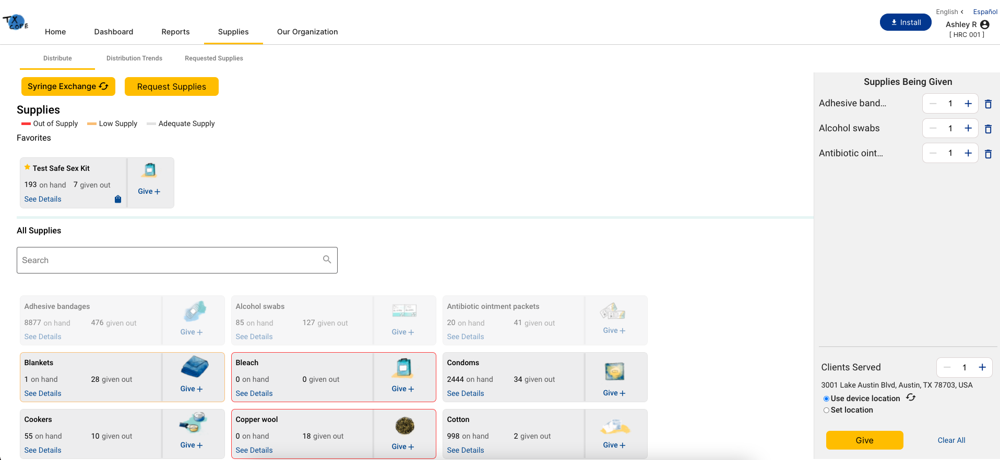 TX COPE
Home
Dashboard
Reports
Supplies
Our Organization
Install
English
Español
Ashley R
[ HRC 001 ]
Distribute
Distribution Trends
Requested Supplies
Syringe Exchange
Request Supplies
Supplies
Out of Supply
Low Supply
Adequate Supply
Favorites
Test Safe Sex Kit
193 on hand 7 given out
See Details
Give +
All Supplies
Search
Adhesive bandages
8877 on hand 476 given out
See Details
Give +
Alcohol swabs
85 on hand 127 given out
See Details
Give +
Antibiotic ointment packets
20 on hand 41 given out
See Details
Give +
Blankets
1 on hand 28 given out
See Details
Give +
Bleach
0 on hand 0 given out
See Details
Give +
Condoms
2444 on hand 34 given out
See Details
Give +
Cookers
55 on hand 10 given out
See Details
Give +
Copper wool
0 on hand 18 given out
See Details
Give +
Cotton
998 on hand 2 given out
See Details
Give +
Supplies Being Given
Adhesive band... 1
Alcohol swabs 1
Antibiotic oint... 1
Clients Served 1
3001 Lake Austin Blvd, Austin, TX 78703, USA
Use device location
Set location
Give
Clear All